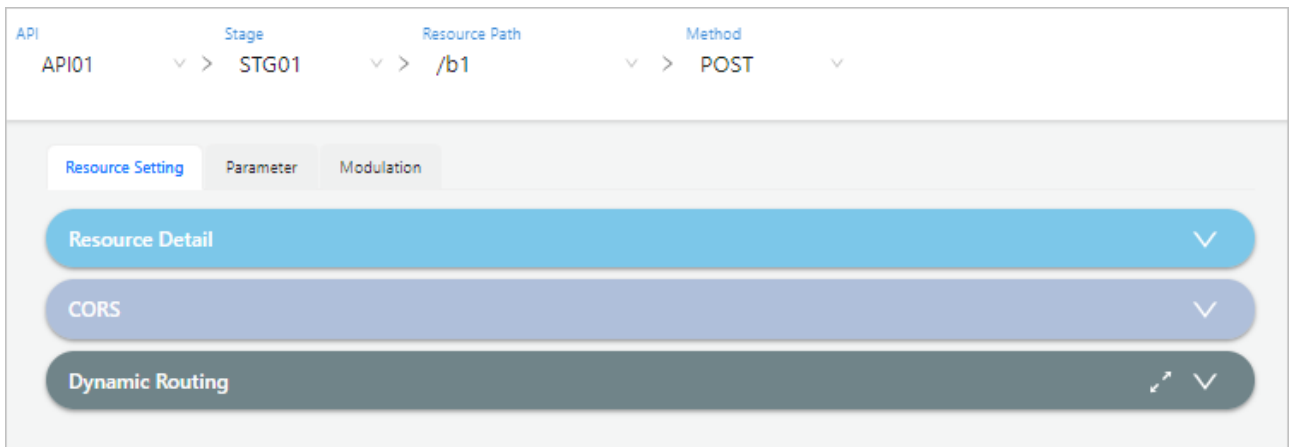 API Stage Resource Path Method
API01 > STG01 > /b1 > POST
Resource Setting Parameter Modulation
Resource Detail
CORS
Dynamic Routing